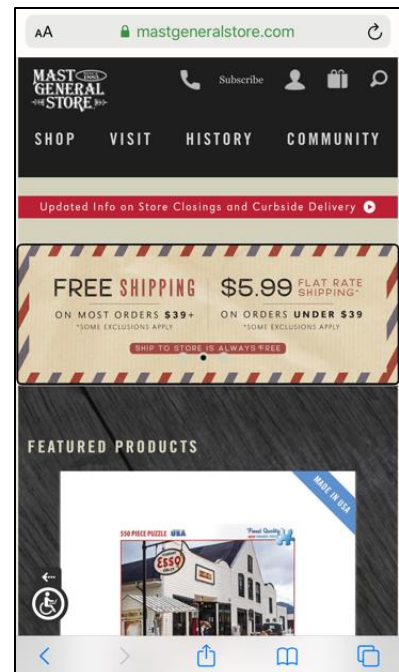 AA mastgeneralstore.com
MAST
GENERAL
STORE
Subscribe
SHOP VISIT HISTORY COMMUNITY
Updated Info on Store Closings and Curbside Delivery
FREE SHIPPING
ON MOST ORDERS $39+
*SOME EXCLUSIONS APPLY
$5.99 FLAT RATE
SHIPPING*
ON ORDERS UNDER $39
*SOME EXCLUSIONS APPLY
SHIP TO STORE IS ALWAYS FREE
FEATURED PRODUCTS
MADE IN USA
550 PIECE PUZZLE USA
Finest Quality
ESSO